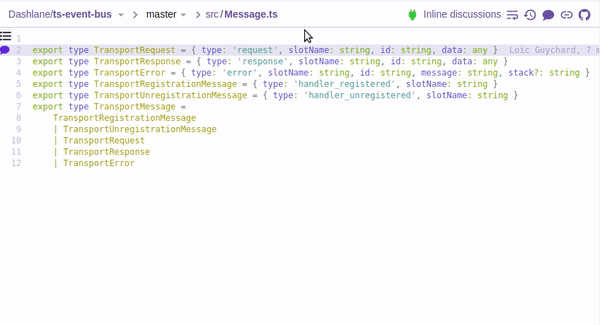 Dashlane/ts-event-bus master src/Message.ts Inline discussions
1
2 export type TransportRequest = { type: 'request', slotName: string, id: string, data: any } Loic Guychard, 7 m
3 export type TransportResponse = { type: 'response', slotName: string, id: string, data: any }
4 export type TransportError = { type: 'error', slotName: string, id: string, message: string, stack?: string }
5 export type TransportRegistrationMessage = { type: 'handler_registered', slotName: string }
6 export type TransportUnregistrationMessage = { type: 'handler_unregistered', slotName: string }
7 export type TransportMessage =
8 TransportRegistrationMessage
9 | TransportUnregistrationMessage
10 | TransportRequest
11 | TransportResponse
12 | TransportError